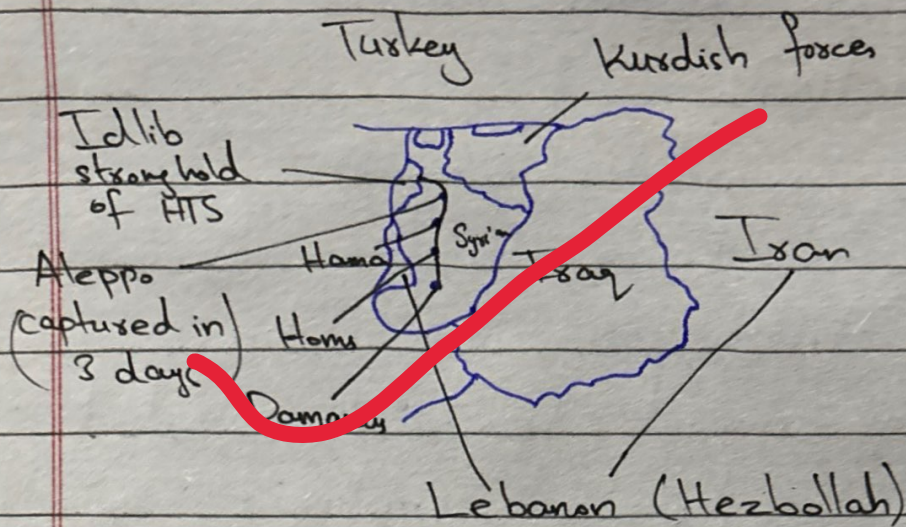 Turkey
Kurdish forces
Idlib
stronghold
of HTS
Syria
Hama
Iran
Iraq
Aleppo
(captured in
3 days)
Homs
Damascus
Lebanon (Hezbollah)